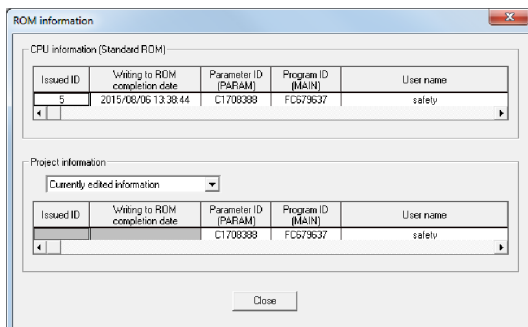 ROM information
CPU information (Standard ROM)
Issued ID Writing to ROM completion date Parameter ID (PARAM) Program ID (MAIN) User name
5 2015/08/06 13:38:44 C1708388 FC679637 safety
Project information
Currently edited information
Issued ID Writing to ROM completion date Parameter ID (PARAM) Program ID (MAIN) User name
C1708388 FC679637 safety
Close